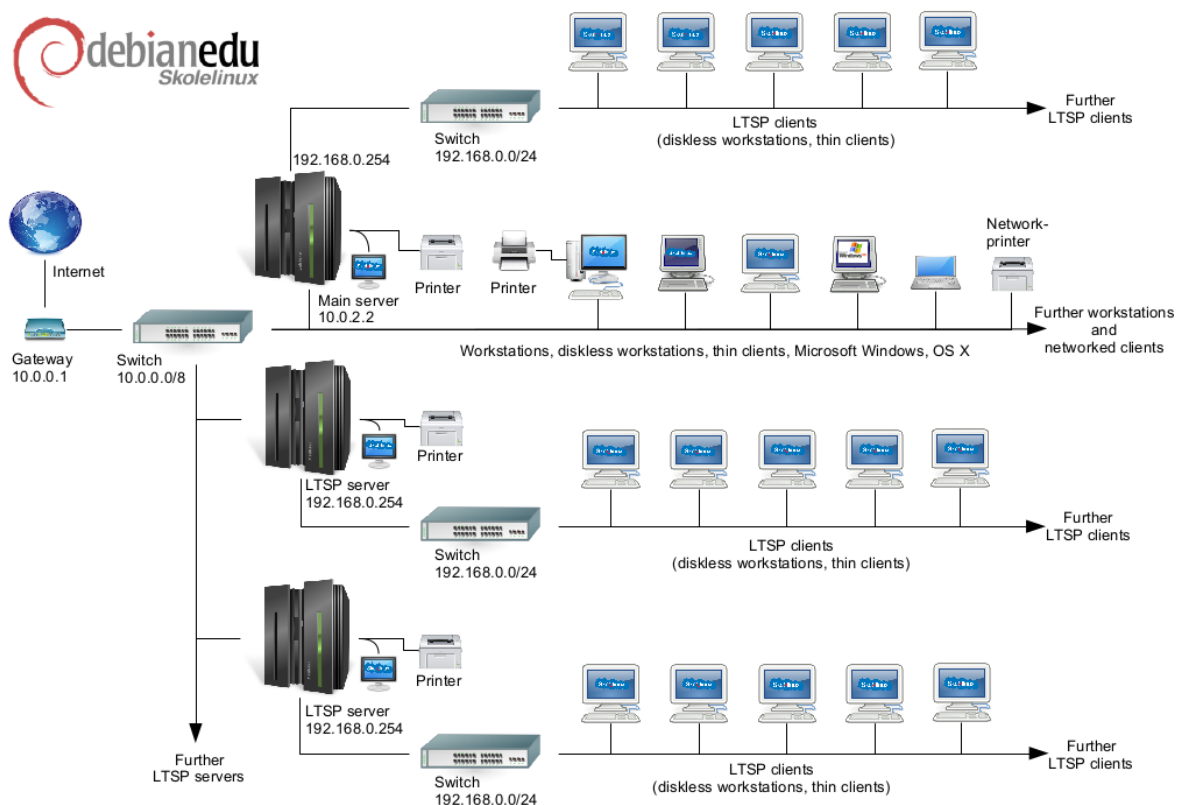 debianedu
Skolelinux
Further
LTSP clients
LTSP clients
(diskless workstations, thin clients)
Switch
192.168.0.0/24
192.168.0.254
Internet
Gateway
10.0.0.1
Switch
10.0.0.0/8
Main server
10.0.2.2
Printer
Printer
Windows
Network-
printer
Further workstations
and
networked clients
Workstations, diskless workstations, thin clients, Microsoft Windows, OS X
Printer
LTSP server
192.168.0.254
Switch
192.168.0.0/24
LTSP clients
(diskless workstations, thin clients)
Further
LTSP clients
Printer
LTSP server
192.168.0.254
Switch
192.168.0.0/24
LTSP clients
(diskless workstations, thin clients)
Further
LTSP clients
Further
LTSP servers